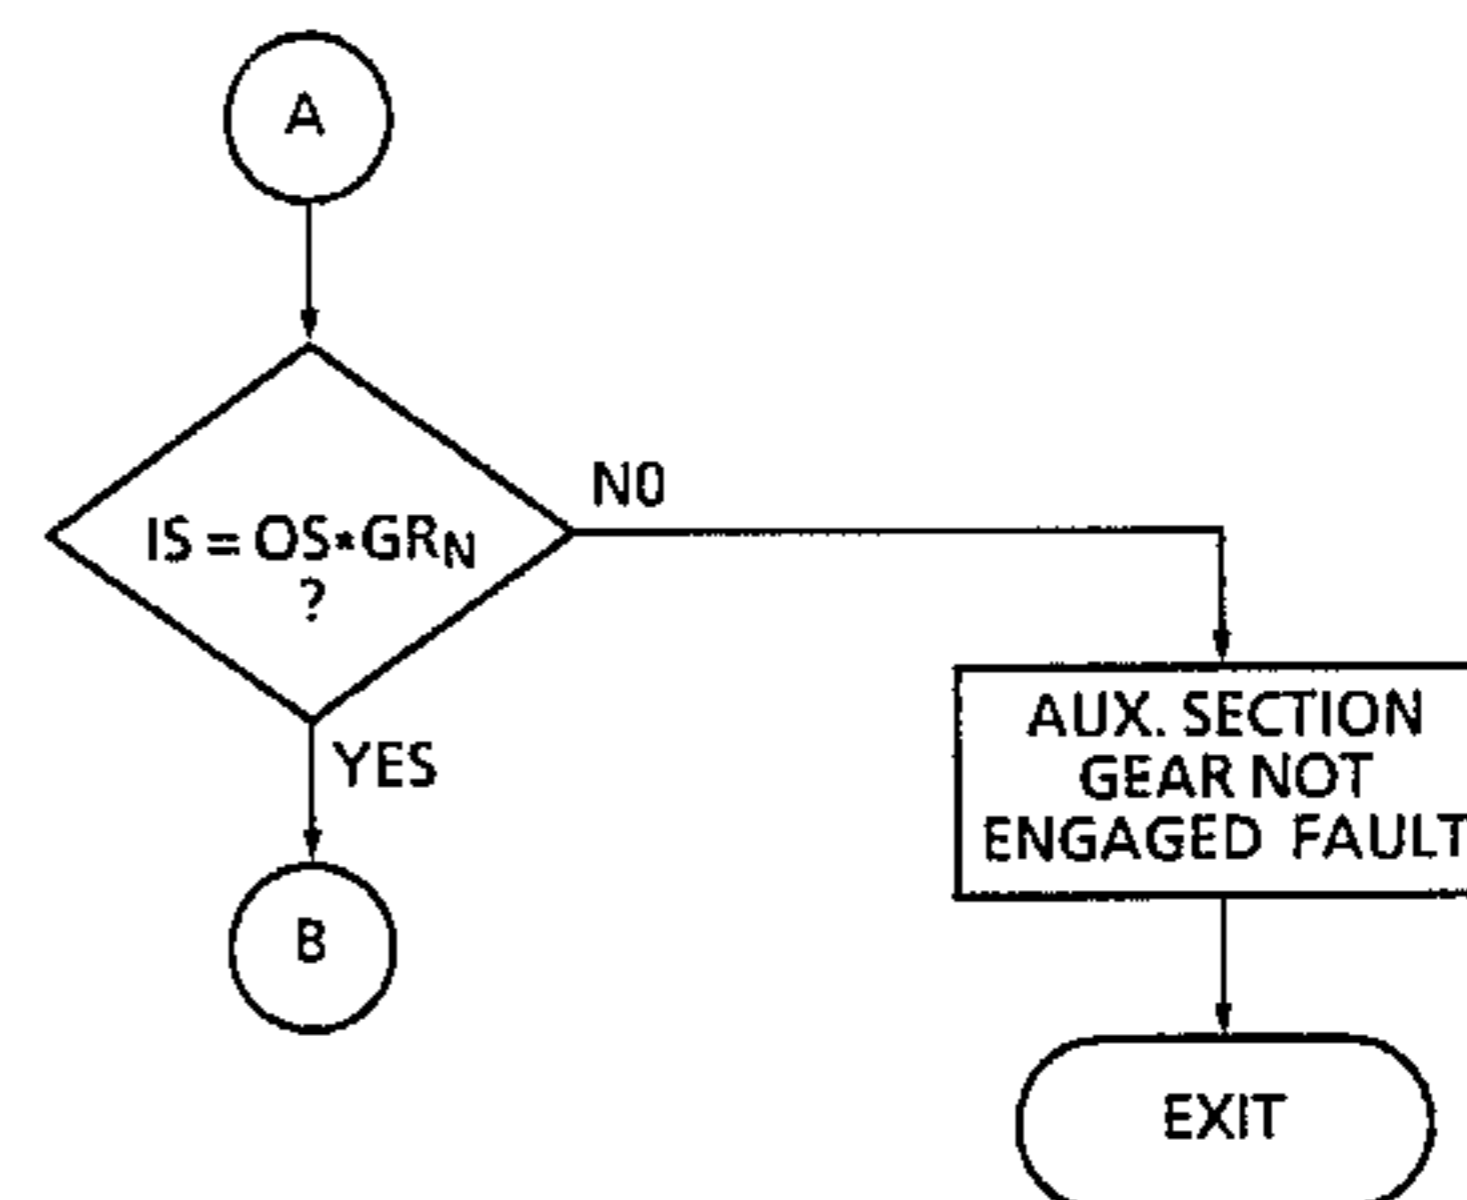 A
NO
IS = OS*GRN
?
YES
AUX. SECTION
GEAR NOT
ENGAGED FAULT
B
EXIT